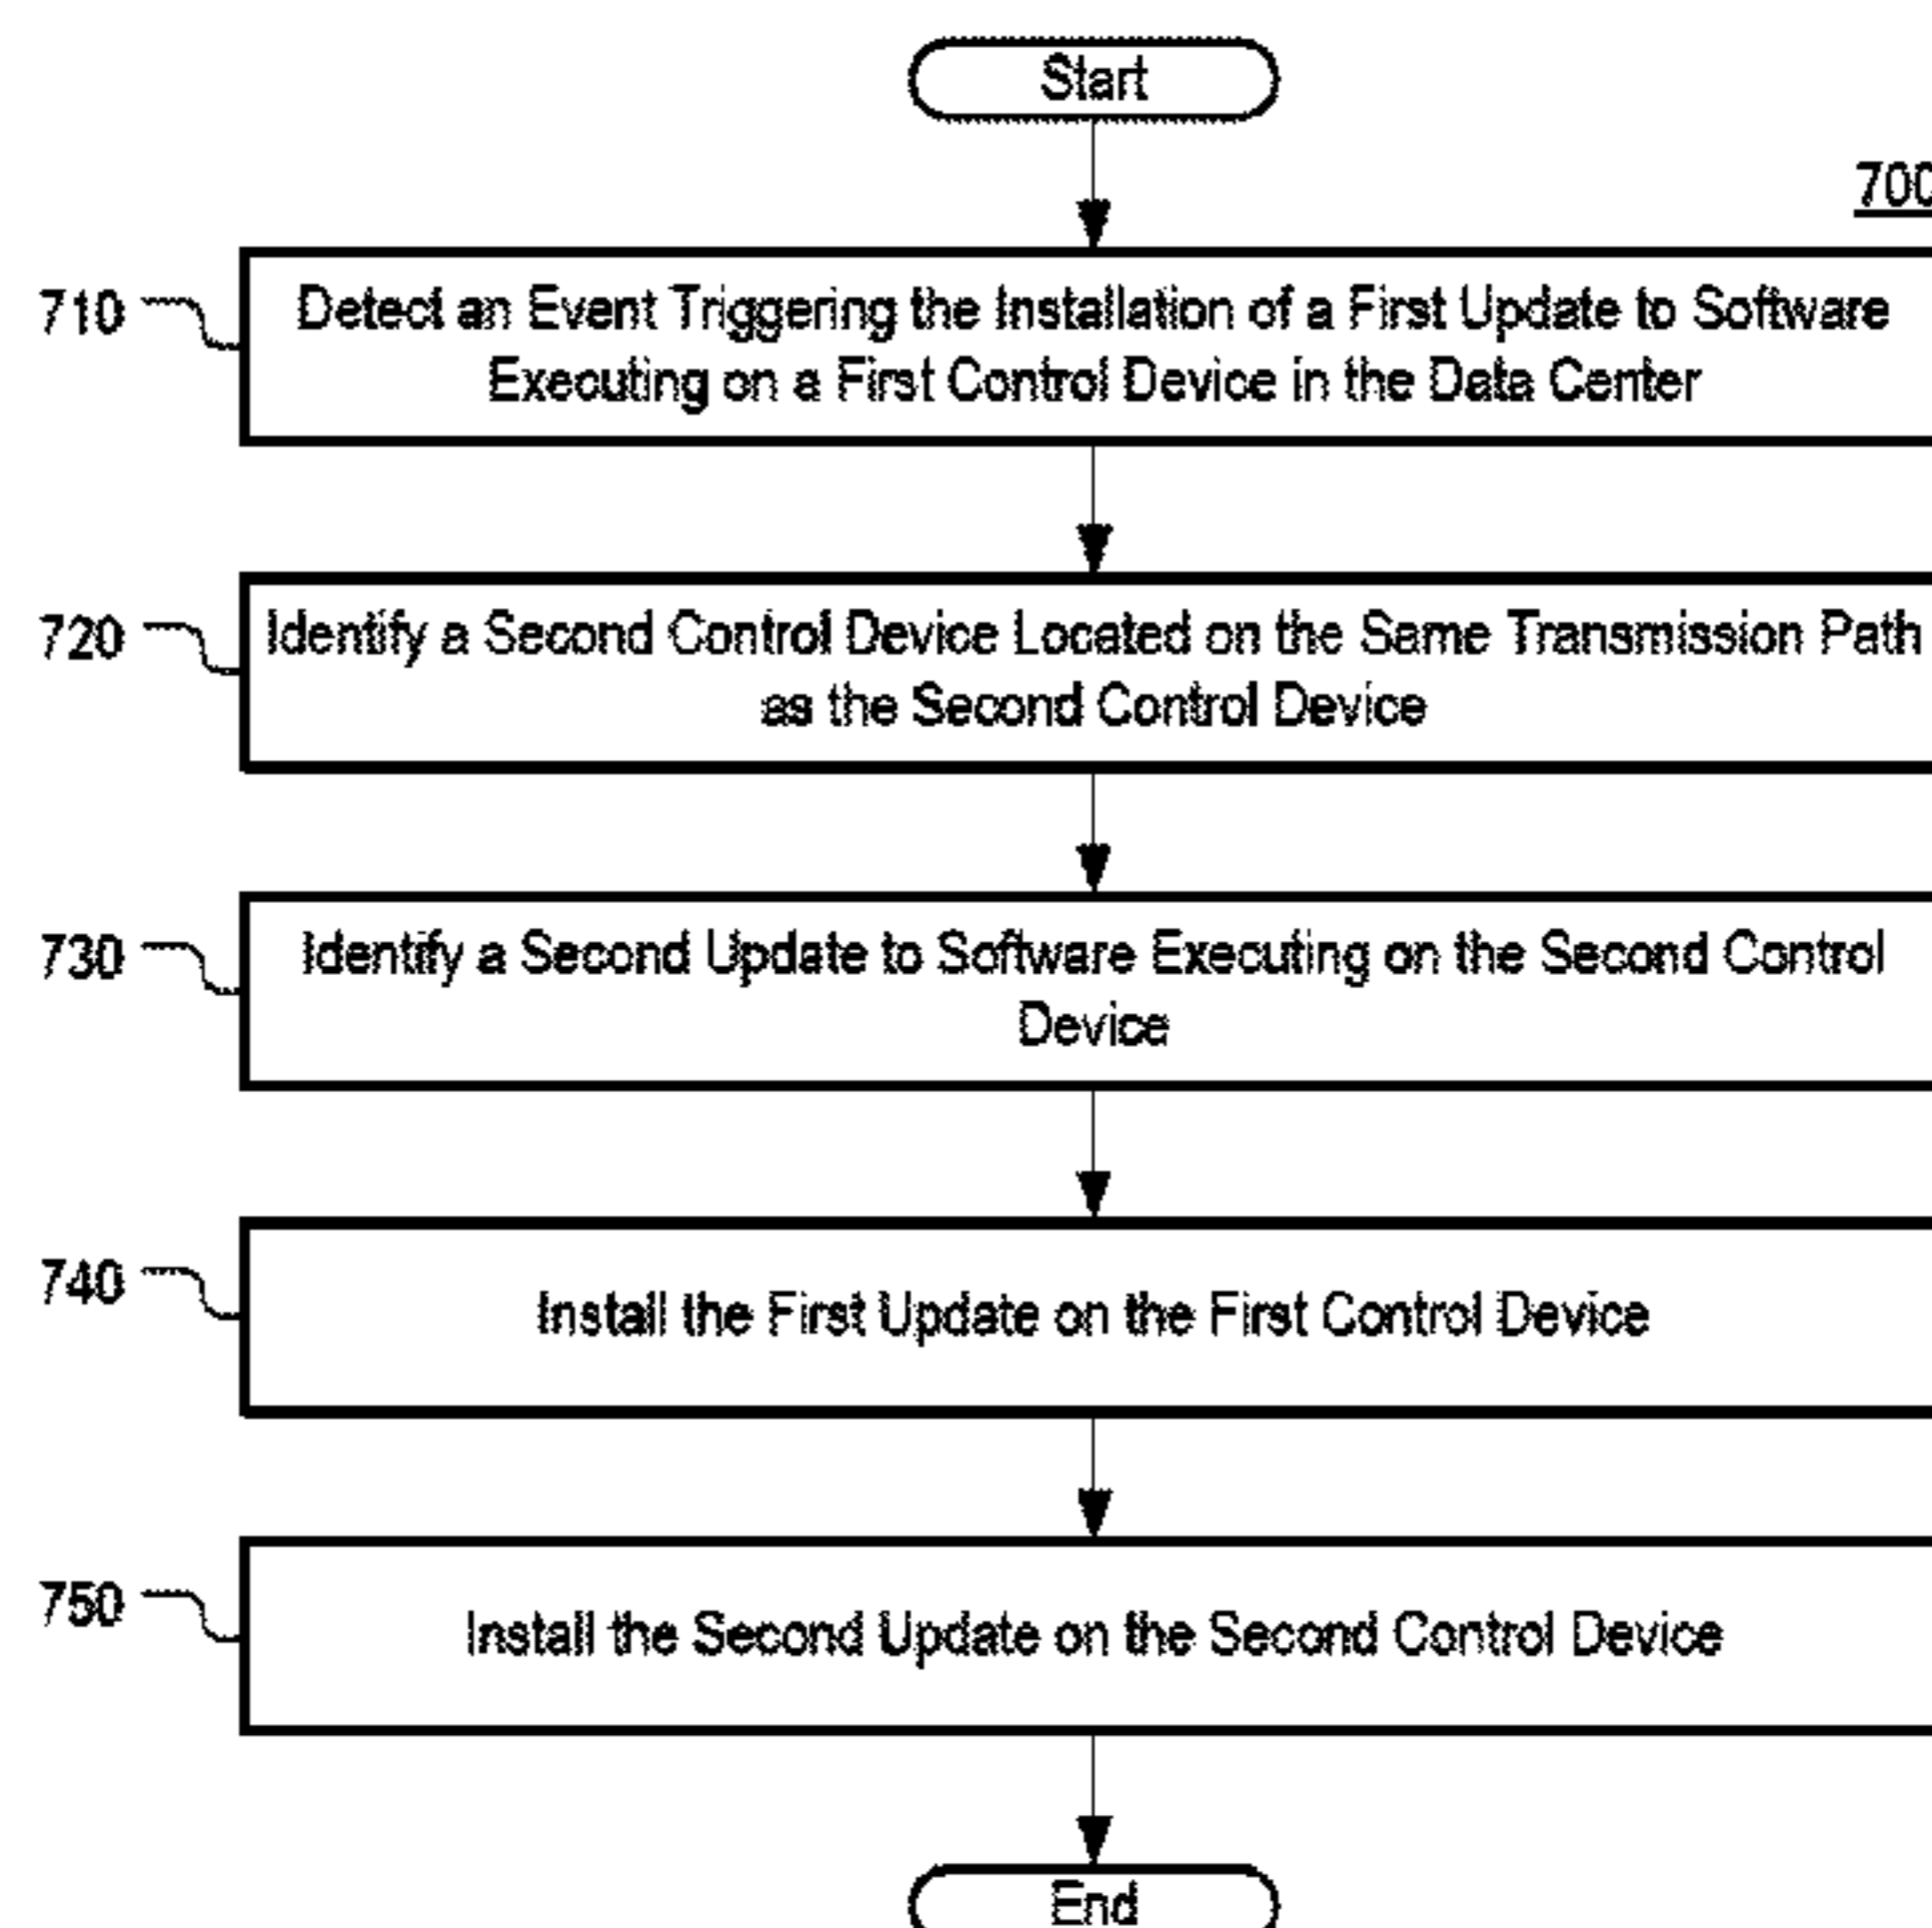 Start
700
710
Detect an Event Triggering the Installation of a First Update to Software
Executing on a First Control Device in the Data Center
720
Identify a Second Control Device Located on the Same Transmission Path
as the Second Control Device
730
Identify a Second Update to Software Executing on the Second Control
Device
740
Install the First Update on the First Control Device
750
Install the Second Update on the Second Control Device
End